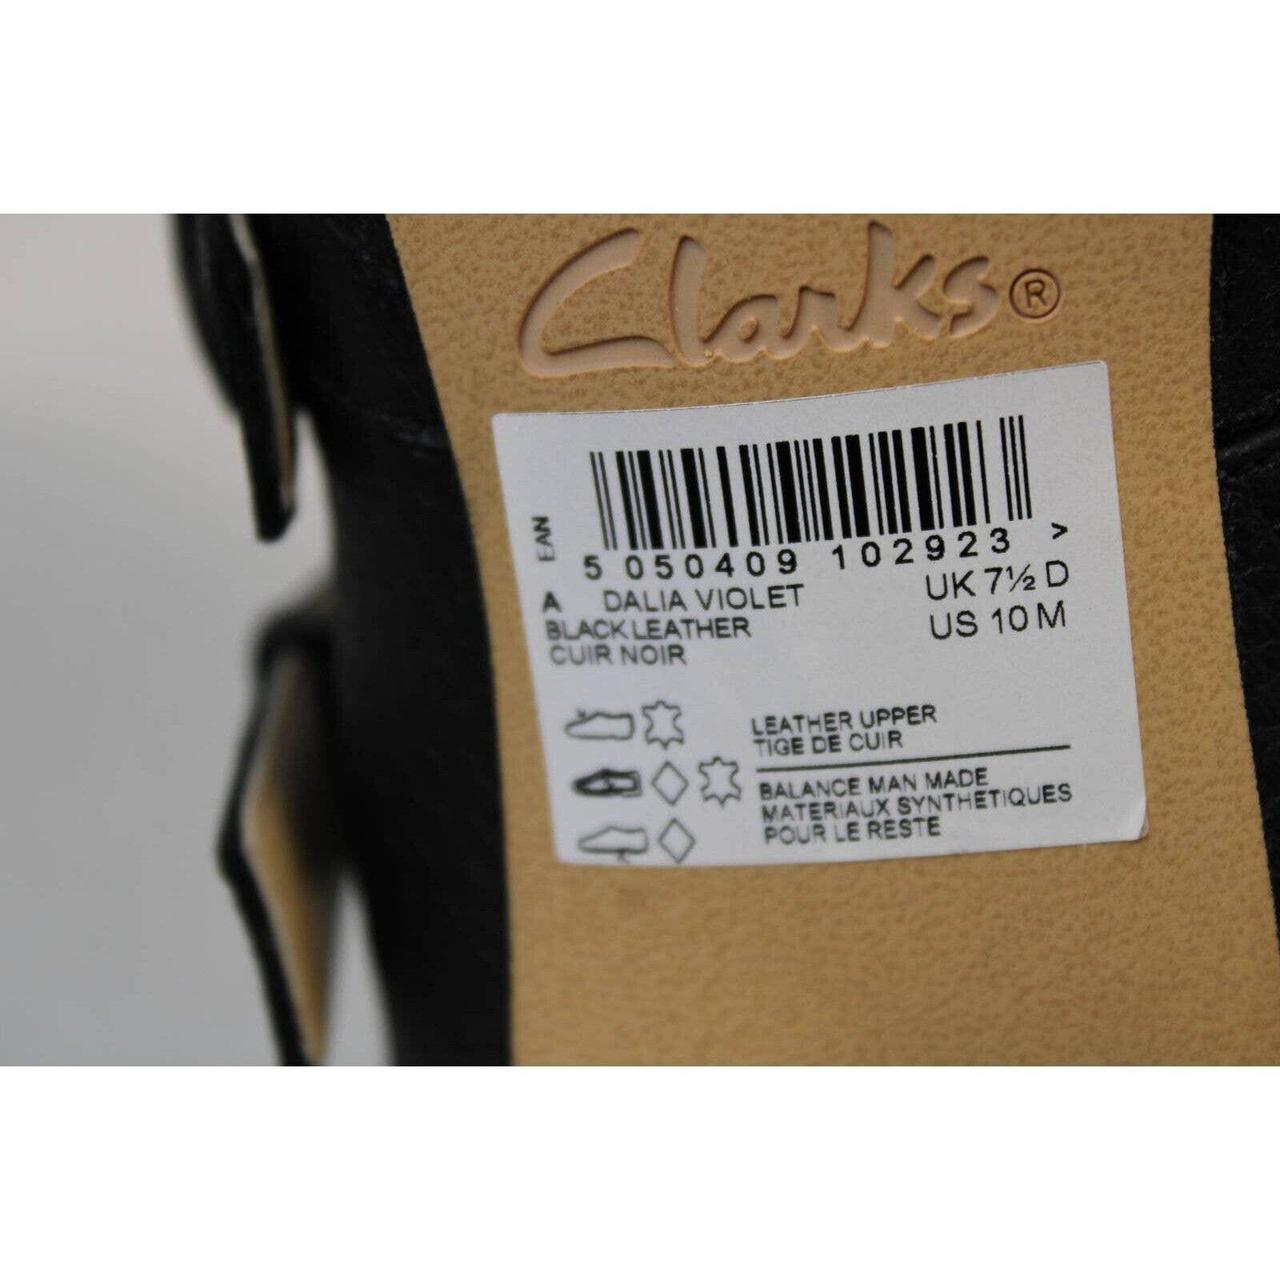 Clarks®
EAN
5 050409 102923 >
A DALIA VIOLET UK 7½ D
BLACK LEATHER US 10 M
CUIR NOIR
LEATHER UPPER
TIGE DE CUIR
BALANCE MAN MADE
MATERIAUX SYNTHETIQUES
POUR LE RESTE